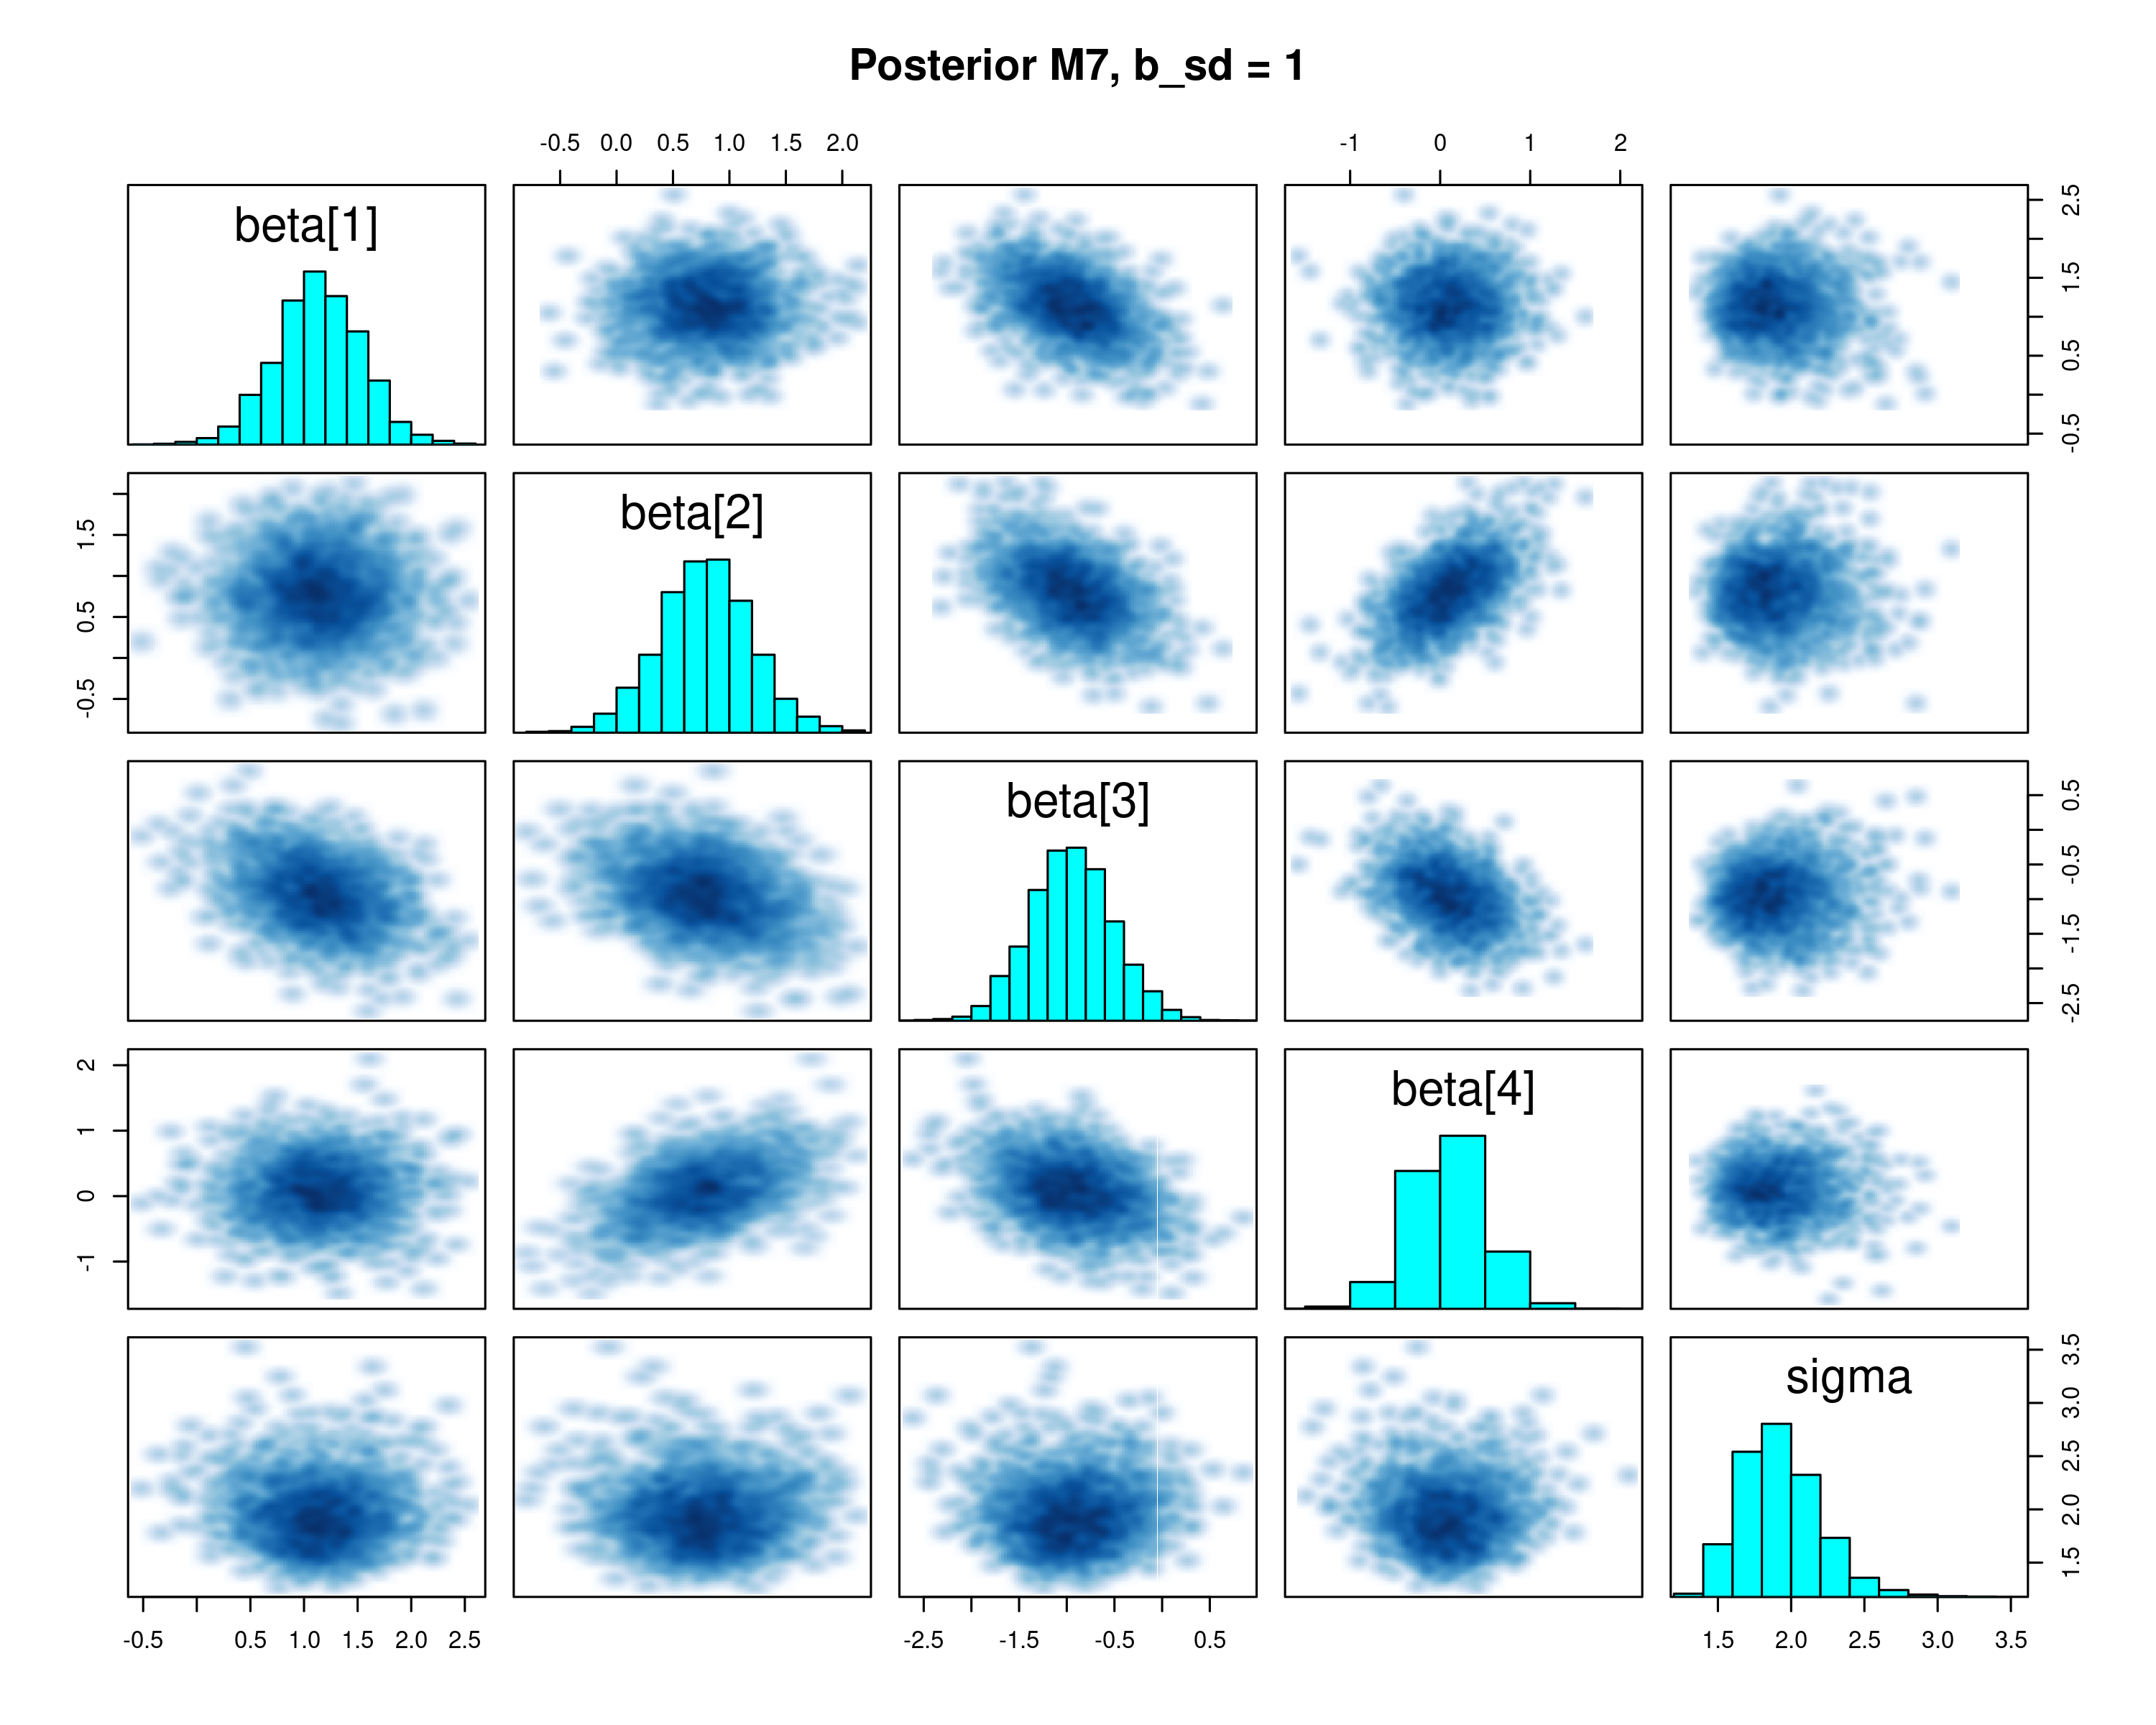 Posterior M7, b_sd = 1
-0.5 0.0 0.5 1.0 1.5 2.0
-1 0 1 2
beta[1]
-0.5 0.5 1.5 2.5
beta[2]
-0.5 0.5 1.5
beta[3]
-2.5 -1.5 -0.5 0.5
beta[4]
-1 0 1 2
sigma
1.5 2.0 2.5 3.0 3.5
-0.5 0.5 1.0 1.5 2.0 2.5
-2.5 -1.5 -0.5 0.5
1.5 2.0 2.5 3.0 3.5